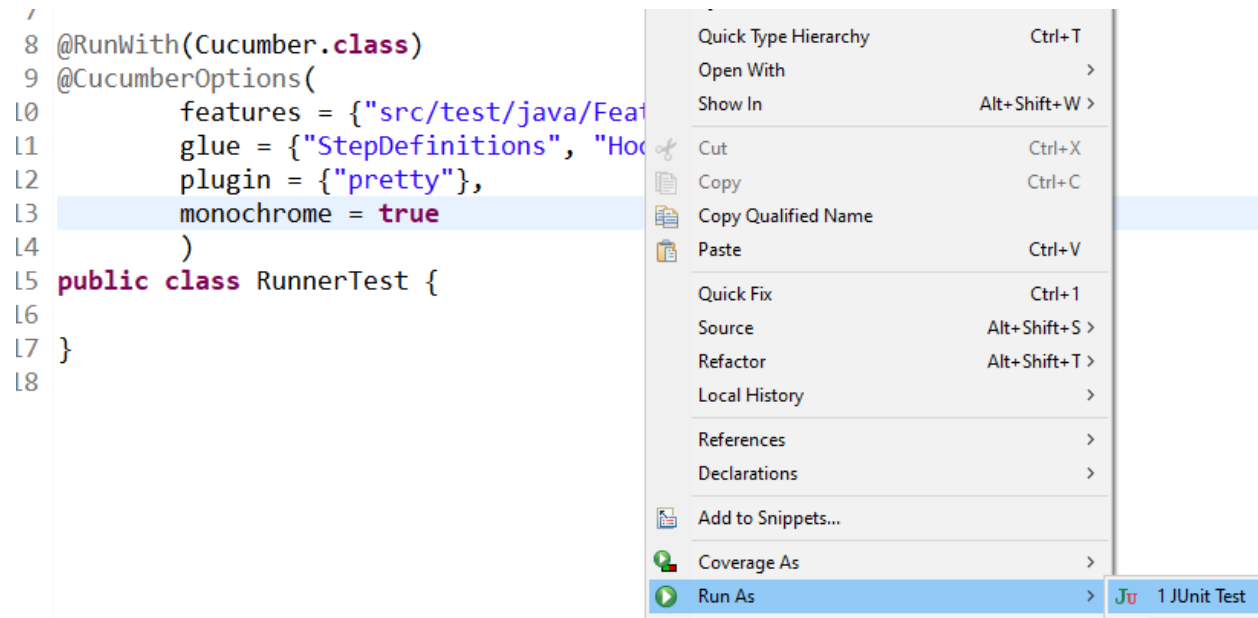 7
8 @RunWith(Cucumber.class)
9 @CucumberOptions(
10 features = {"src/test/java/Feat
11 glue = {"StepDefinitions", "Hoo
12 plugin = {"pretty"},
13 monochrome = true
14 )
15 public class RunnerTest {
16
17 }
18
Quick Type Hierarchy Ctrl+T
Open With >
Show In Alt+Shift+W >
Cut Ctrl+X
Copy Ctrl+C
Copy Qualified Name
Paste Ctrl+V
Quick Fix Ctrl+1
Source Alt+Shift+S >
Refactor Alt+Shift+T >
Local History >
References >
Declarations >
Add to Snippets...
Coverage As >
Run As >
JU 1 JUnit Test